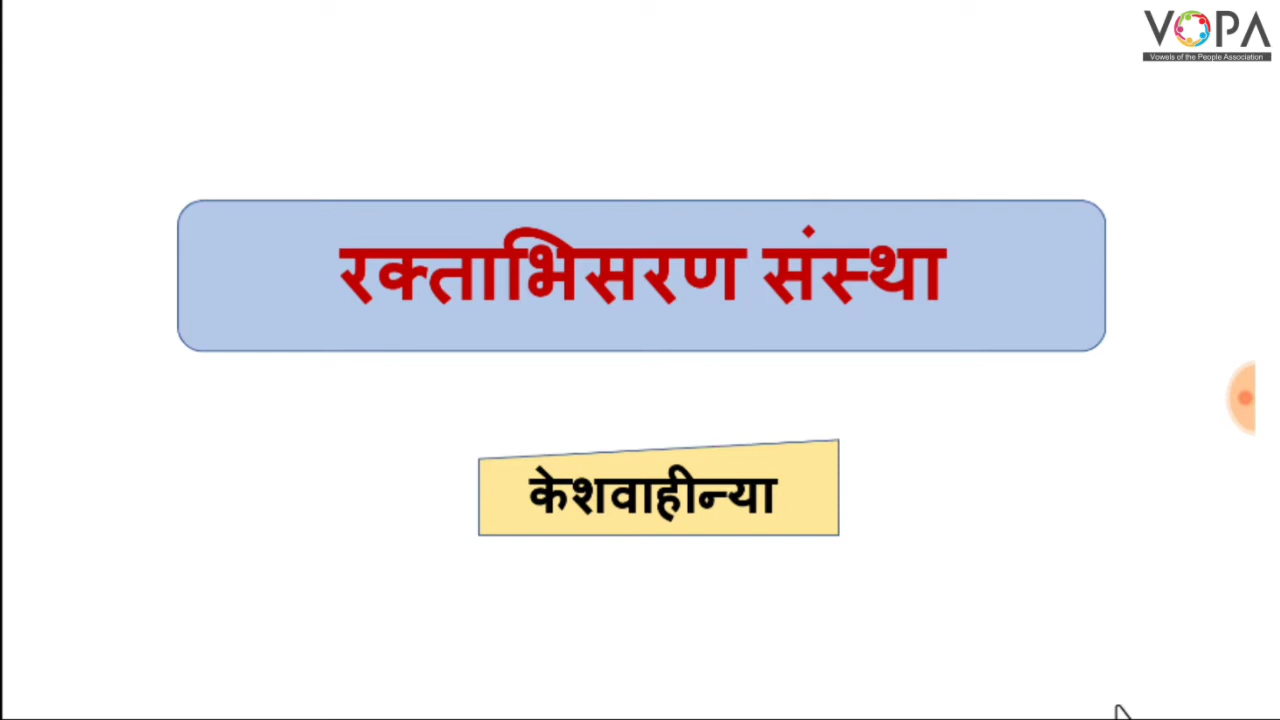 VOPA
Vowels of the People Association
रक्ताभिसरण संस्था
केशवाहीन्या